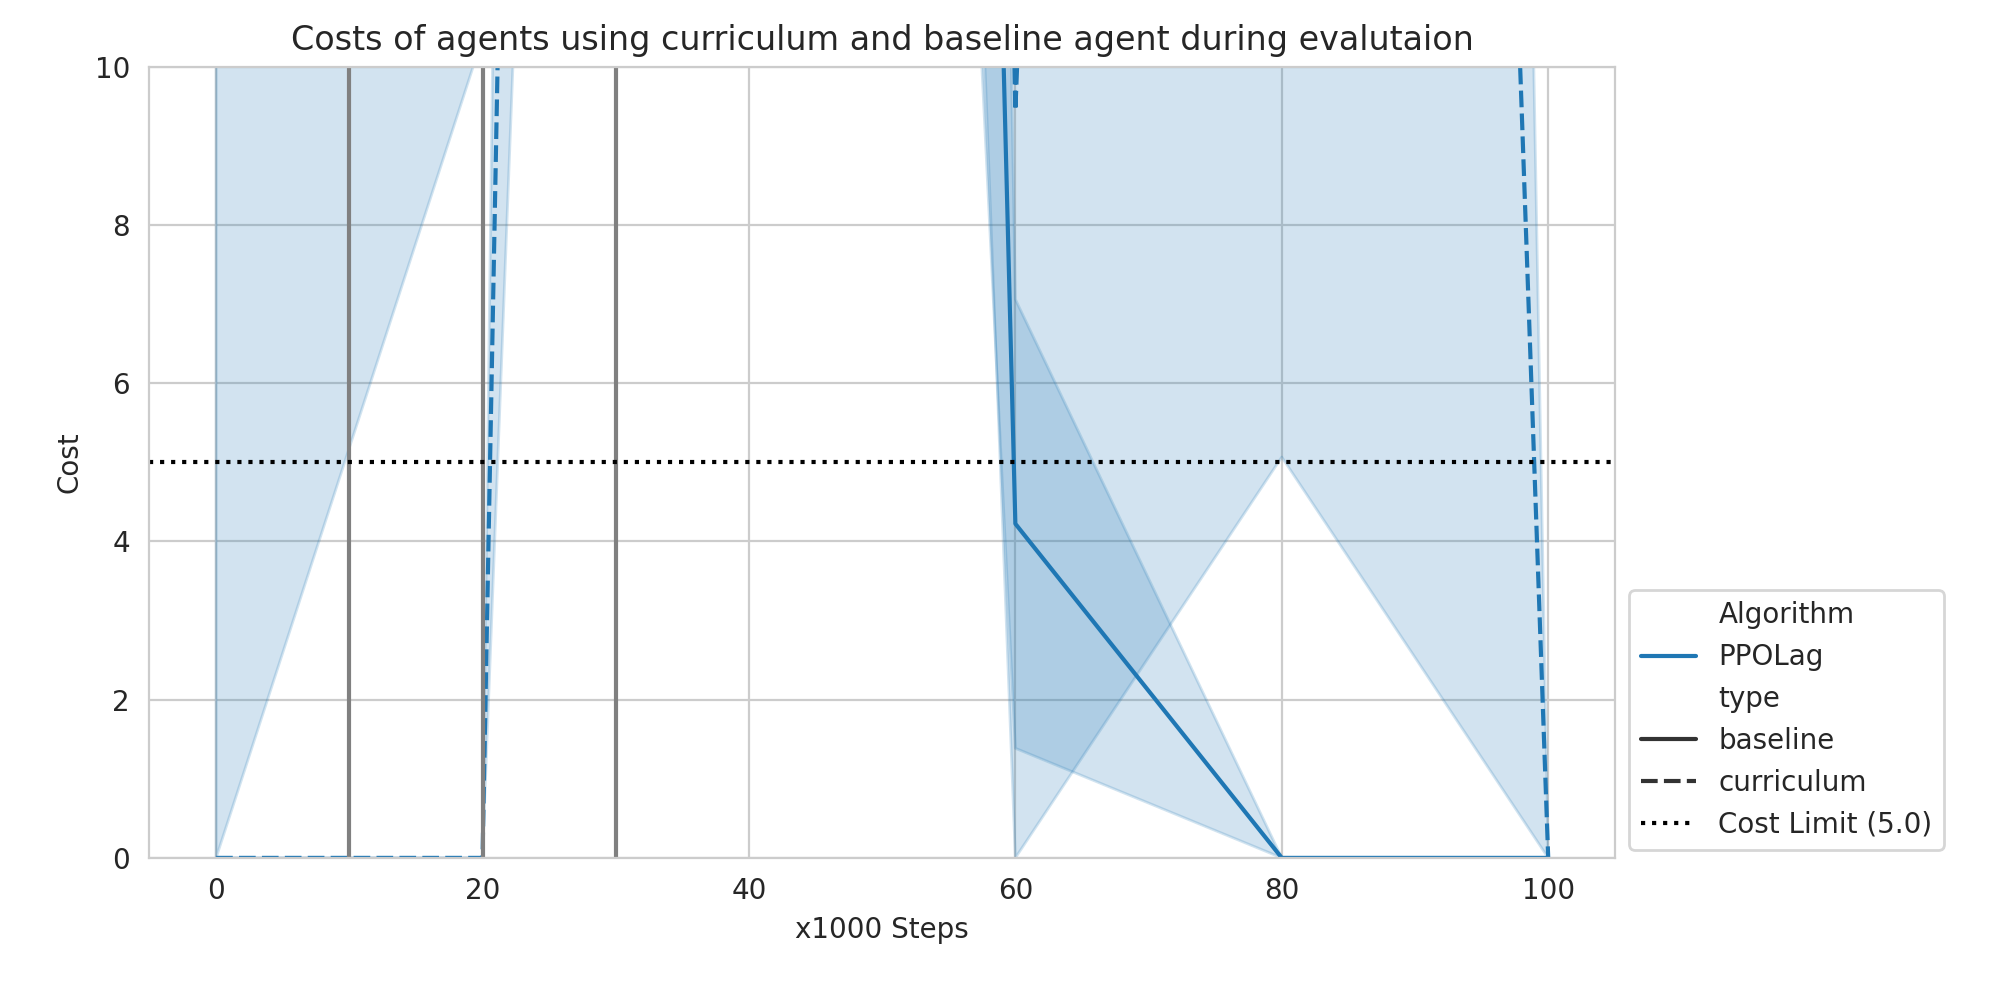 Costs of agents using curriculum and baseline agent during evalutaion
10
8
6
4
2
0
Cost
0 20 40 60 80 100
x1000 Steps
Algorithm
PPOLag
type
baseline
curriculum
Cost Limit (5.0)